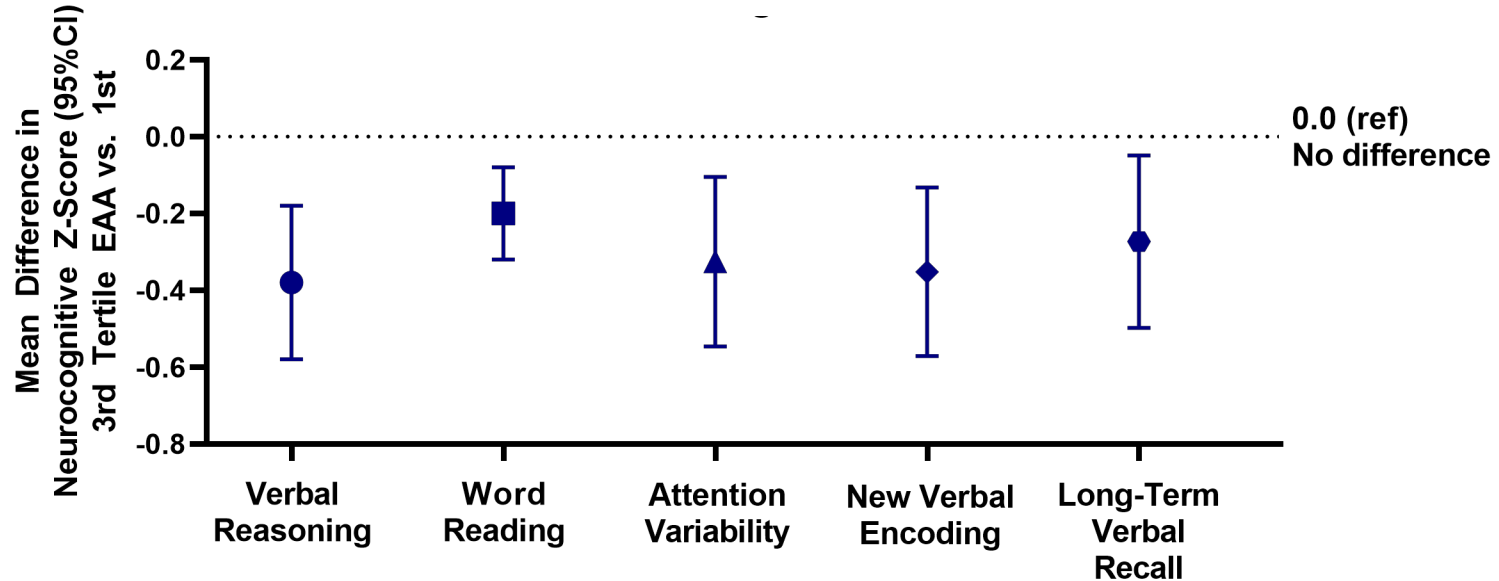 Mean Difference in
Neurocognitive Z-Score (95%CI)
3rd Tertile EAA vs. 1st
0.2
0.0
-0.2
-0.4
-0.6
-0.8
0.0 (ref)
No difference
Verbal
Reasoning
Word
Reading
Attention
Variability
New Verbal
Encoding
Long-Term
Verbal
Recall